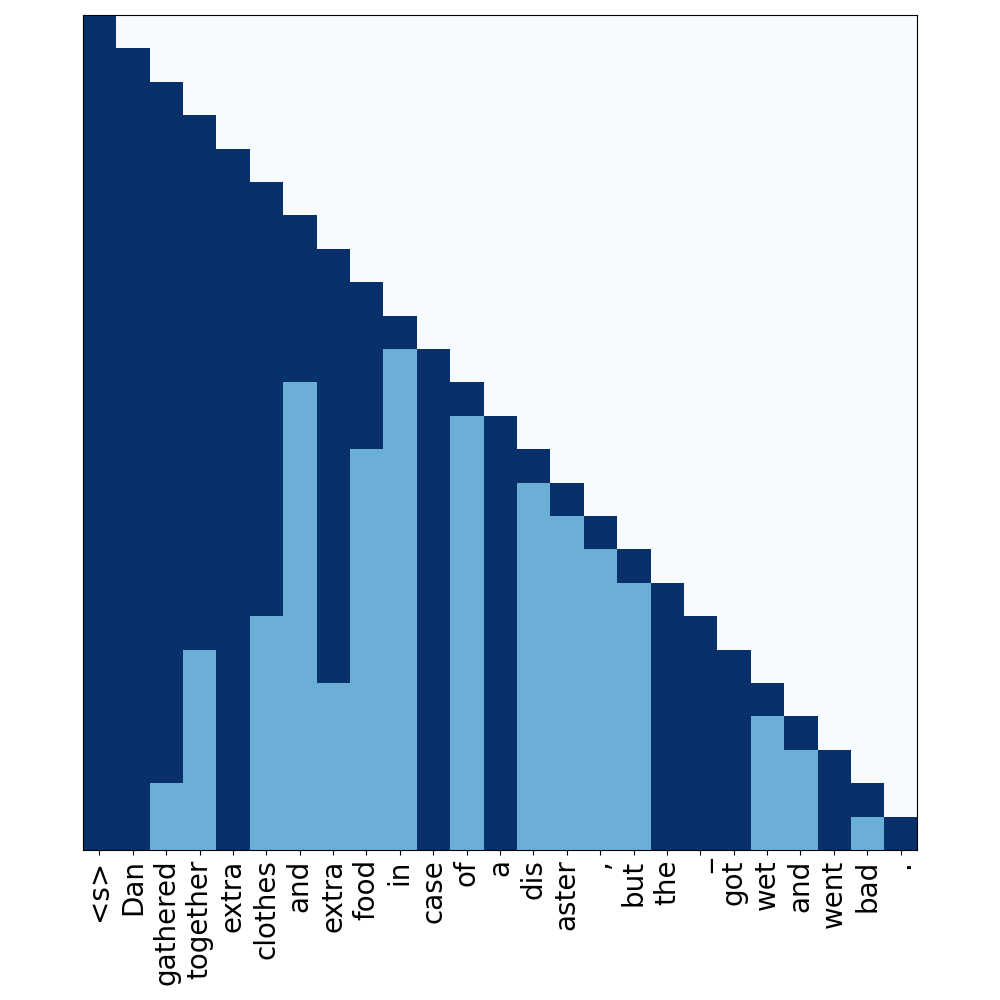 <s> Dan gathered together extra clothes and extra food in case of a dis aster , but the _ got wet and went bad .